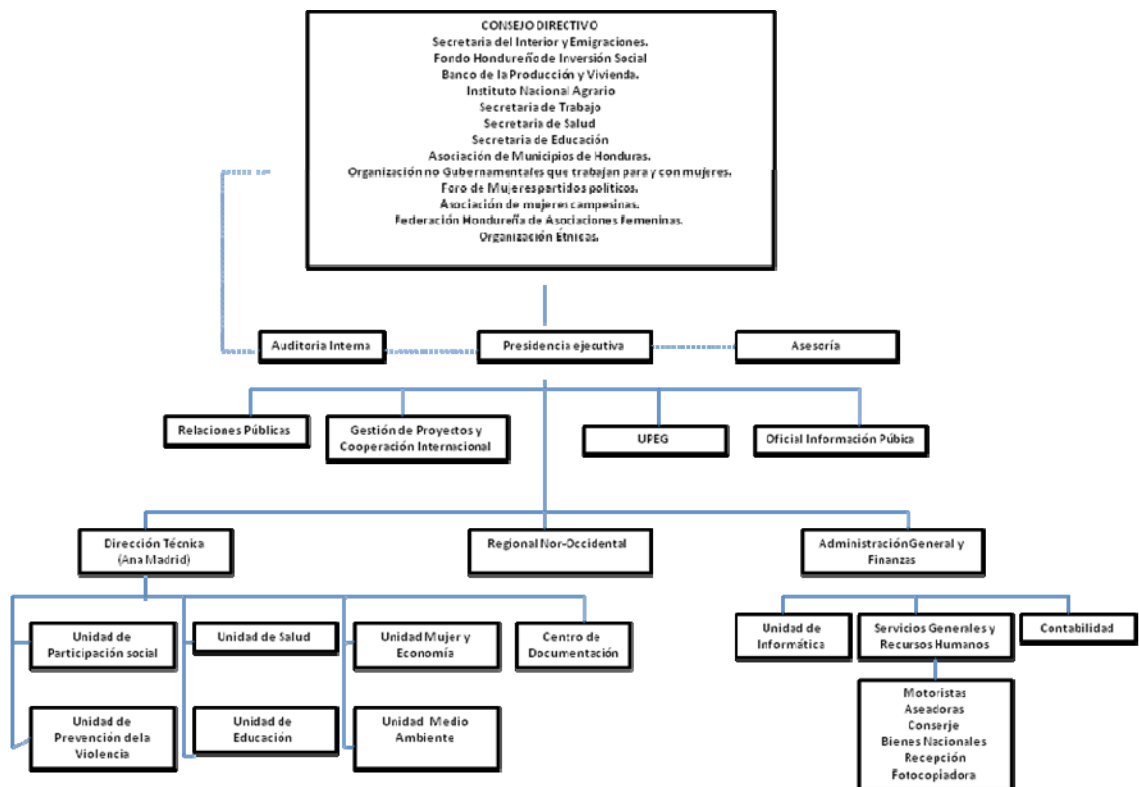 CONSEJO DIRECTIVO
Secretaria del Interior y Emigraciones.
Fondo Hondureño de Inversión Social
Banco de la Producción y Vivienda.
Instituto Nacional Agrario
Secretaria de Trabajo
Secretaria de Salud
Secretaria de Educación
Asociación de Municipios de Honduras.
Organización no Gubernamentales que trabajan para y con mujeres.
Foro de Mujeres partidos políticos.
Asociación de mujeres campesinas.
Federación Hondureña de Asociaciones Femeninas.
Organización Étnicas.
Auditoria Interna
Presidencia ejecutiva
Asesoría
Relaciones Públicas
Gestión de Proyectos y
Cooperación Internacional
UPEG
Oficial Información Púbica
Dirección Técnica
(Ana Madrid)
Regional Nor-Occidental
Administración General y
Finanzas
Unidad de
Participación social
Unidad de Salud
Unidad Mujer y
Economía
Centro de
Documentación
Unidad de
Informática
Servicios Generales y
Recursos Humanos
Contabilidad
Unidad de
Prevención de la
Violencia
Unidad de
Educación
Unidad Medio
Ambiente
Motoristas
Aseadoras
Conserje
Bienes Nacionales
Recepción
Fotocopiadora